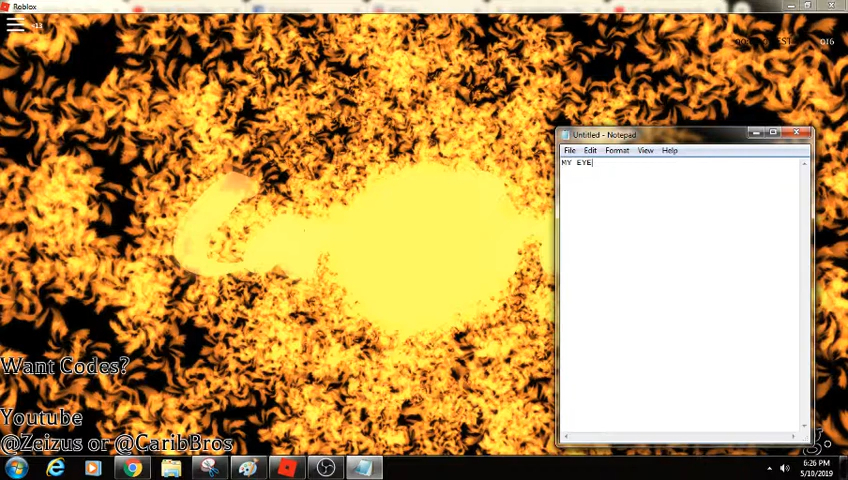 Roblox
Untitled - Notepad
File Edit Format View Help
MY EYE
Want Codes?
Youtube
@Zeizus or @CaribBros
6:26 PM
5/10/2019